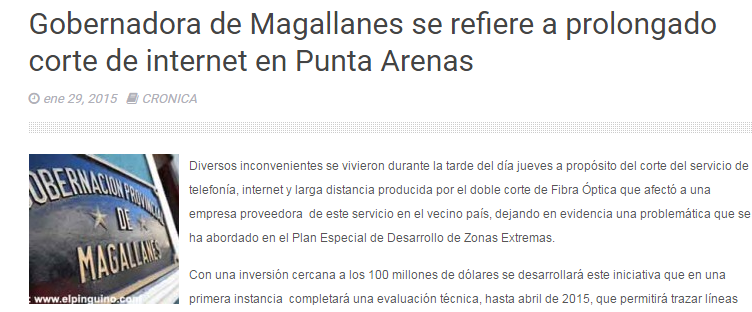 Gobernadora de Magallanes se refiere a prolongado
corte de internet en Punta Arenas
ene 29, 2015 CRONICA
GOBERNACION PROVINCIAL
DE
MAGALLANES
www.elpinguino.com
Diversos inconvenientes se vivieron durante la tarde del día jueves a propósito del corte del servicio de
telefonía, internet y larga distancia producida por el doble corte de Fibra Óptica que afectó a una
empresa proveedora de este servicio en el vecino país, dejando en evidencia una problemática que se
ha abordado en el Plan Especial de Desarrollo de Zonas Extremas.
Con una inversión cercana a los 100 millones de dólares se desarrollará este iniciativa que en una
primera instancia completará una evaluación técnica, hasta abril de 2015, que permitirá trazar líneas